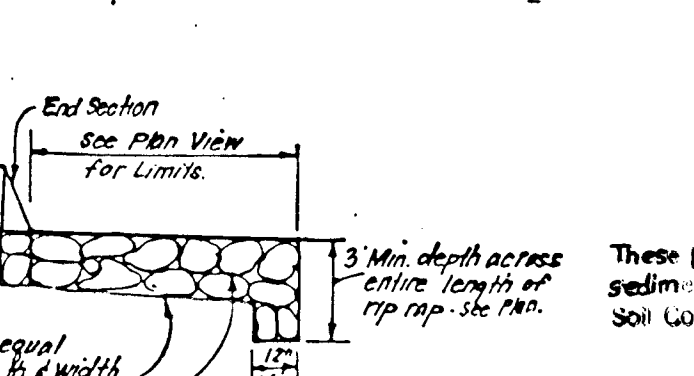 End Section
See Plan View
for Limits.
3' Min. depth across
entire length of
rip rap - see Plan.
These
sedime
Soil Co
equal
& width
12"